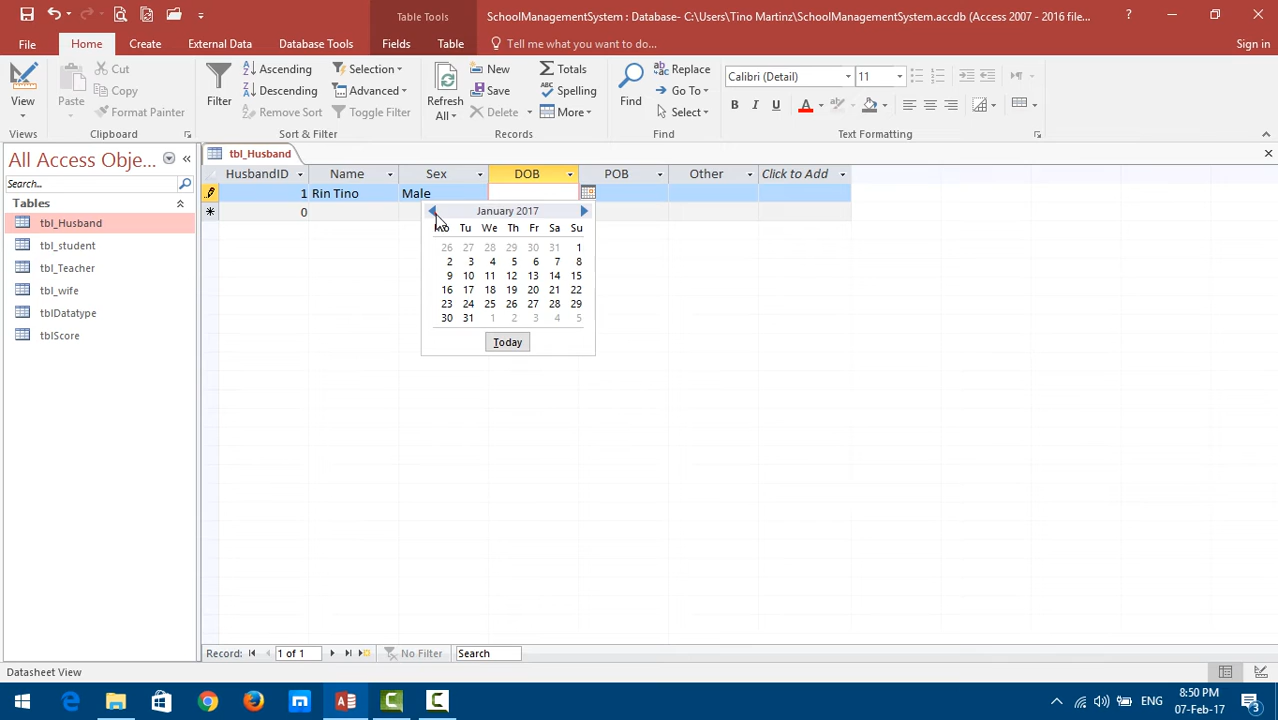 Table Tools
SchoolManagementSystem : Database- C:\Users\Tino Martinz\SchoolManagementSystem.accdb (Access 2007 - 2016 file...
File Home Create External Data Database Tools Fields Table Tell me what you want to do... Sign in
View
Views
Paste
Cut
Copy
Format Painter
Clipboard
Filter
Ascending
Descending
Remove Sort
Selection
Advanced
Toggle Filter
Sort & Filter
Refresh
All
New
Save
Delete
Totals
Spelling
More
Records
Find
Replace
Go To
Select
Find
Calibri (Detail) 11
B I U A
Text Formatting
All Access Obje...
Search...
Tables
tbl_Husband
tbl_student
tbl_Teacher
tbl_wife
tblDatatype
tblScore
tbl_Husband
HusbandID Name Sex DOB POB Other Click to Add
1 Rin Tino Male
0
January 2017
Mo Tu We Th Fr Sa Su
26 27 28 29 30 31 1
2 3 4 5 6 7 8
9 10 11 12 13 14 15
16 17 18 19 20 21 22
23 24 25 26 27 28 29
30 31 1 2 3 4 5
Today
Record: 1 of 1 No Filter Search
Datasheet View
ENG
8:50 PM
07-Feb-17
3